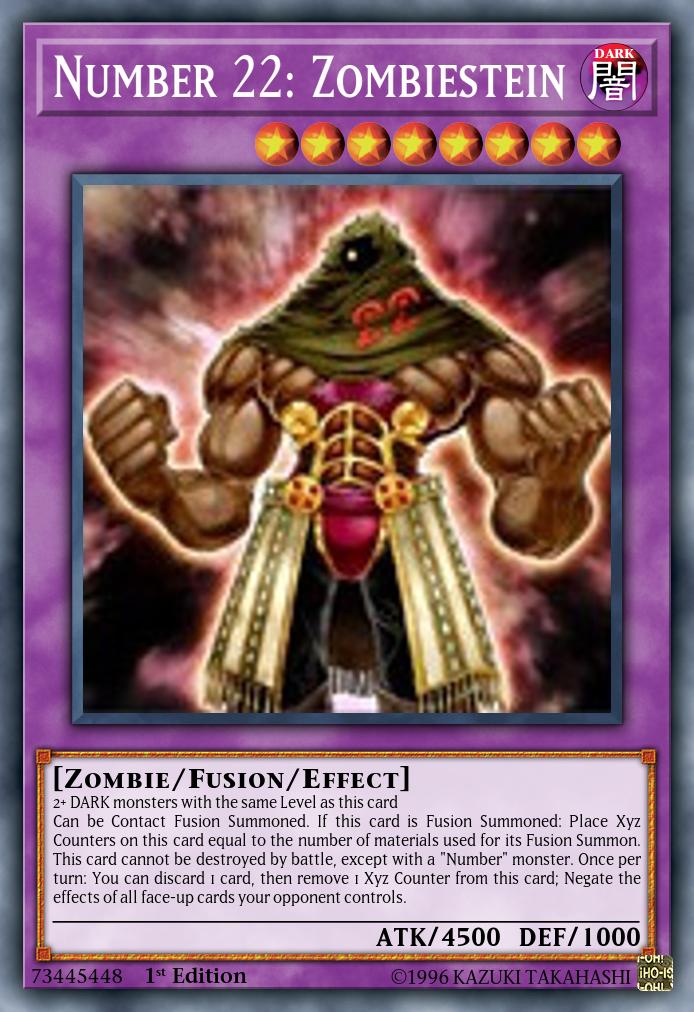 NUMBER 22: ZOMBIESTEIN
DARK
闇
22
[ZOMBIE/FUSION/EFFECT]
2+ DARK monsters with the same Level as this card
Can be Contact Fusion Summoned. If this card is Fusion Summoned: Place Xyz
Counters on this card equal to the number of materials used for its Fusion Summon.
This card cannot be destroyed by battle, except with a "Number" monster. Once per
turn: You can discard 1 card, then remove 1 Xyz Counter from this card; Negate the
effects of all face-up cards your opponent controls.
ATK/4500 DEF/1000
73445448 1st Edition ©1996 KAZUKI TAKAHASHI